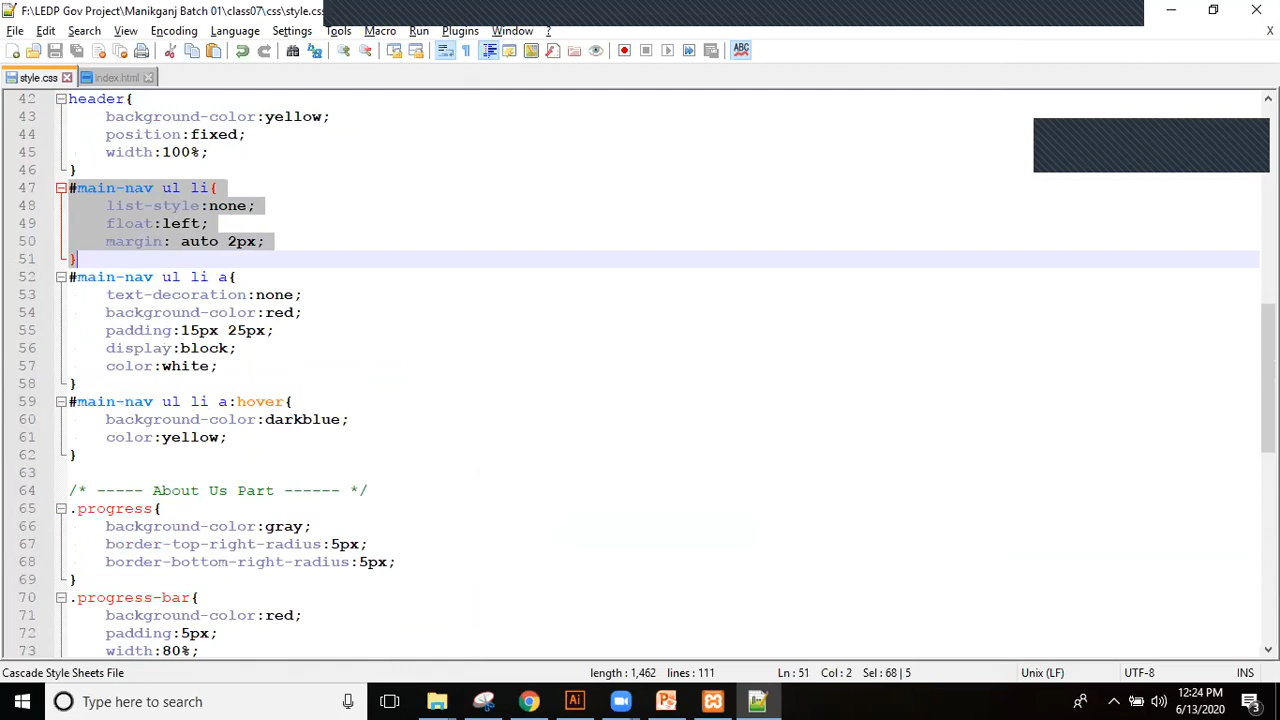 F:\LEDP Gov Project\Manikganj Batch 01\class07\css\style.css
File Edit Search View Encoding Language Settings Tools Macro Run Plugins Window ? X
style.css index.html
42 header{
43 background-color:yellow;
44 position:fixed;
45 width:100%;
46 }
47 #main-nav ul li{
48 list-style:none;
49 float:left;
50 margin: auto 2px;
51 }
52 #main-nav ul li a{
53 text-decoration:none;
54 background-color:red;
55 padding:15px 25px;
56 display:block;
57 color:white;
58 }
59 #main-nav ul li a:hover{
60 background-color:darkblue;
61 color:yellow;
62 }
63
64 /* ----- About Us Part ------ */
65 .progress{
66 background-color:gray;
67 border-top-right-radius:5px;
68 border-bottom-right-radius:5px;
69 }
70 .progress-bar{
71 background-color:red;
72 padding:5px;
73 width:80%;
Cascade Style Sheets File length : 1,462 lines : 111 Ln : 51 Col : 2 Sel : 68 | 5 Unix (LF) UTF-8 INS
Type here to search
12:24 PM
6/13/2020